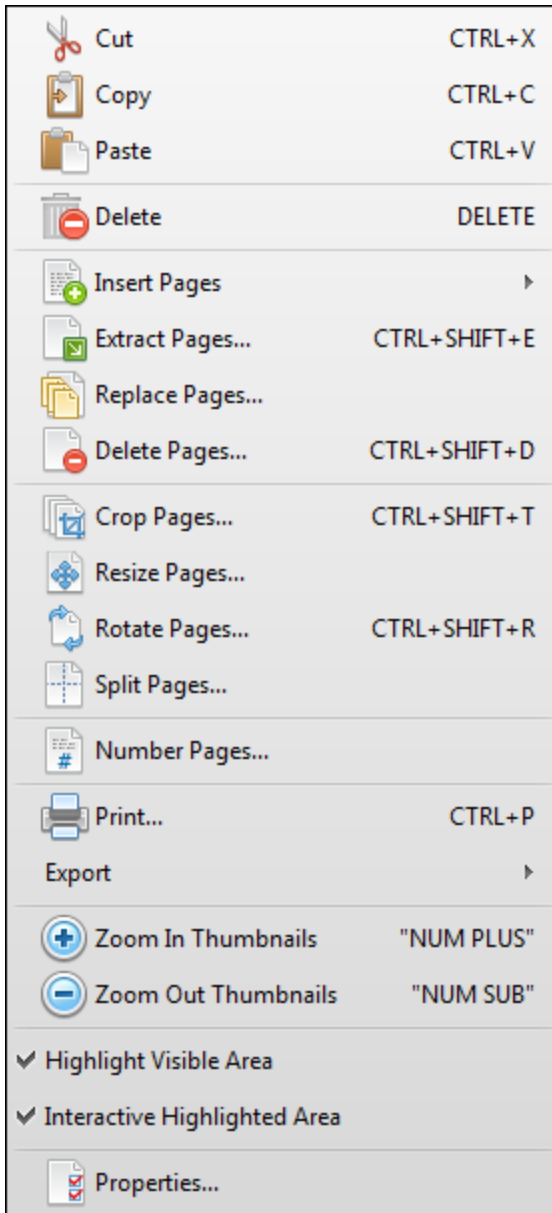 Cut CTRL+X
Copy CTRL+C
Paste CTRL+V
Delete DELETE
Insert Pages
Extract Pages... CTRL+SHIFT+E
Replace Pages...
Delete Pages... CTRL+SHIFT+D
Crop Pages... CTRL+SHIFT+T
Resize Pages...
Rotate Pages... CTRL+SHIFT+R
Split Pages...
Number Pages...
Print... CTRL+P
Export
Zoom In Thumbnails "NUM PLUS"
Zoom Out Thumbnails "NUM SUB"
Highlight Visible Area
Interactive Highlighted Area
Properties...